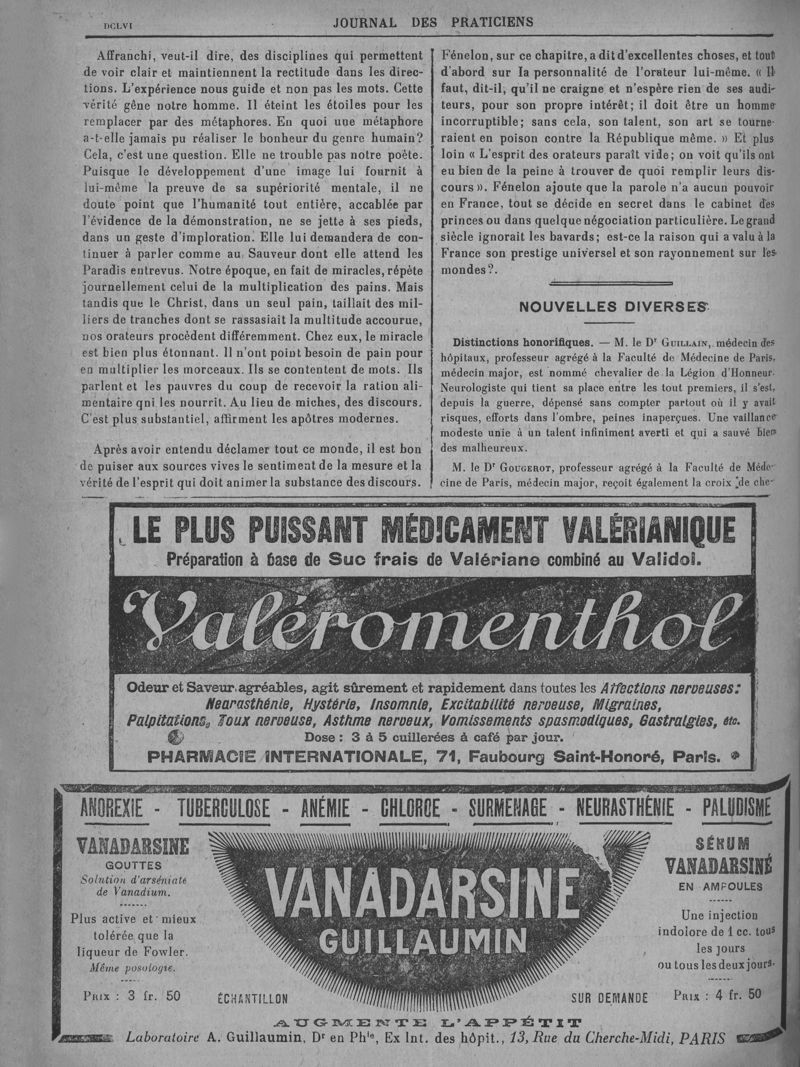 DCLVI
JOURNAL DES PRATICIENS
Affranchi, veut-il dire, des disciplines qui permettent
de voir clair et maintiennent la rectitude dans les direc-
tions. L'expérience nous guide et non pas les mots. Cette
vérité gêne notre homme. Il éteint les étoiles pour les
remplacer par des métaphores. En quoi une métaphore
a-t-elle jamais pu réaliser le bonheur du genre humain?
Cela, c'est une question. Elle ne trouble pas notre poète.
Puisque le développement d'une image lui fournit à
lui-même la preuve de sa supériorité mentale, il ne
doute point que l'humanité tout entière, accablée par
l'évidence de la démonstration, ne se jette à ses pieds,
dans un geste d'imploration. Elle lui demandera de con-
tinuer à parler comme au Sauveur dont elle attend les
Paradis entrevus. Notre époque, en fait de miracles, répète
journellement celui de la multiplication des pains. Mais
tandis que le Christ, dans un seul pain, taillait des mil-
liers de tranches dont se rassasiait la multitude accourue,
nos orateurs procèdent différemment. Chez eux, le miracle
est bien plus étonnant. Il n'ont point besoin de pain pour
en multiplier les morceaux. Ils se contentent de mots. Ils
parlent et les pauvres du coup de recevoir la ration ali-
mentaire qni les nourrit. Au lieu de miches, des discours.
C'est plus substantiel, affirment les apôtres modernes.
Après avoir entendu déclamer tout ce monde, il est bon
de puiser aux sources vives le sentiment de la mesure et la
vérité de l'esprit qui doit animer la substance des discours.
Fénelon, sur ce chapitre, a dit d'excellentes choses, et tout
d'abord sur la personnalité de l'orateur lui-même. « Il
faut, dit-il, qu'il ne craigne et n'espère rien de ses audi-
teurs, pour son propre intérêt; il doit être un homme
incorruptible; sans cela, son talent, son art se tourne-
raient en poison contre la République même. » Et plus
loin « L'esprit des orateurs paraît vide; on voit qu'ils ont
eu bien de la peine à trouver de quoi remplir leurs dis-
cours ». Fénelon ajoute que la parole n'a aucun pouvoir
en France, tout se décide en secret dans le cabinet des
princes ou dans quelque négociation particulière. Le grand
siècle ignorait les bavards; est-ce la raison qui a valu à la
France son prestige universel et son rayonnement sur les
mondes?.
NOUVELLES DIVERSES
Distinctions honorifiques. — M. le Dr GUILLAIN, médecin des
hôpitaux, professeur agrégé à la Faculté de Médecine de Paris,
médecin major, est nommé chevalier de la Légion d'Honneur.
Neurologiste qui tient sa place entre les tout premiers, il s'est,
depuis la guerre, dépensé sans compter partout où il y avait
risques, efforts dans l'ombre, peines inaperçues. Une vaillance
modeste unie à un talent infiniment averti et qui a sauvé bien
des malheureux.
M. le Dr GOUGEROT, professeur agrégé à la Faculté de Méde-
cine de Paris, médecin major, reçoit également la croix de che-
LE PLUS PUISSANT MÉDICAMENT VALÉRIANIQUE
Préparation à base de Suc frais de Valériane combiné au Validol.
Valéromenthol
Odeur et Saveur agréables, agit sûrement et rapidement dans toutes les Affections nerveuses:
Nearasthénie, Hystérie, Insomnie, Excitabilité nerveuse, Migraines,
Palpitations, Toux nerveuse, Asthme nerveux, Vomissements spasmodiques, Gastralgies, etc.
Dose : 3 à 5 cuillerées à café par jour.
PHARMACIE INTERNATIONALE, 71, Faubourg Saint-Honoré, Paris.
ANOREXIE - TUBERCULOSE - ANÉMIE - CHLOROSE - SURMENAGE - NEURASTHÉNIE - PALUDISME
VANADARSINE
GOUTTES
Solution d'arséniate
de Vanadium.
Plus active et mieux
tolérée que la
liqueur de Fowler.
Même posologie.
PRIX : 3 fr. 50
VANADARSINE
GUILLAUMIN
ÉCHANTILLON
SUR DEMANDE
SÉRUM
VANADARSINÉ
EN AMPOULES
Une injection
indolore de 1 cc. tous
les jours
ou tous les deux jours.
PRIX : 4 fr. 50
AUGMENTE L'APPÉTIT
Laboratoire A. Guillaumin, Dr en Phie, Ex Int. des hôpit., 13, Rue du Cherche-Midi, PARIS